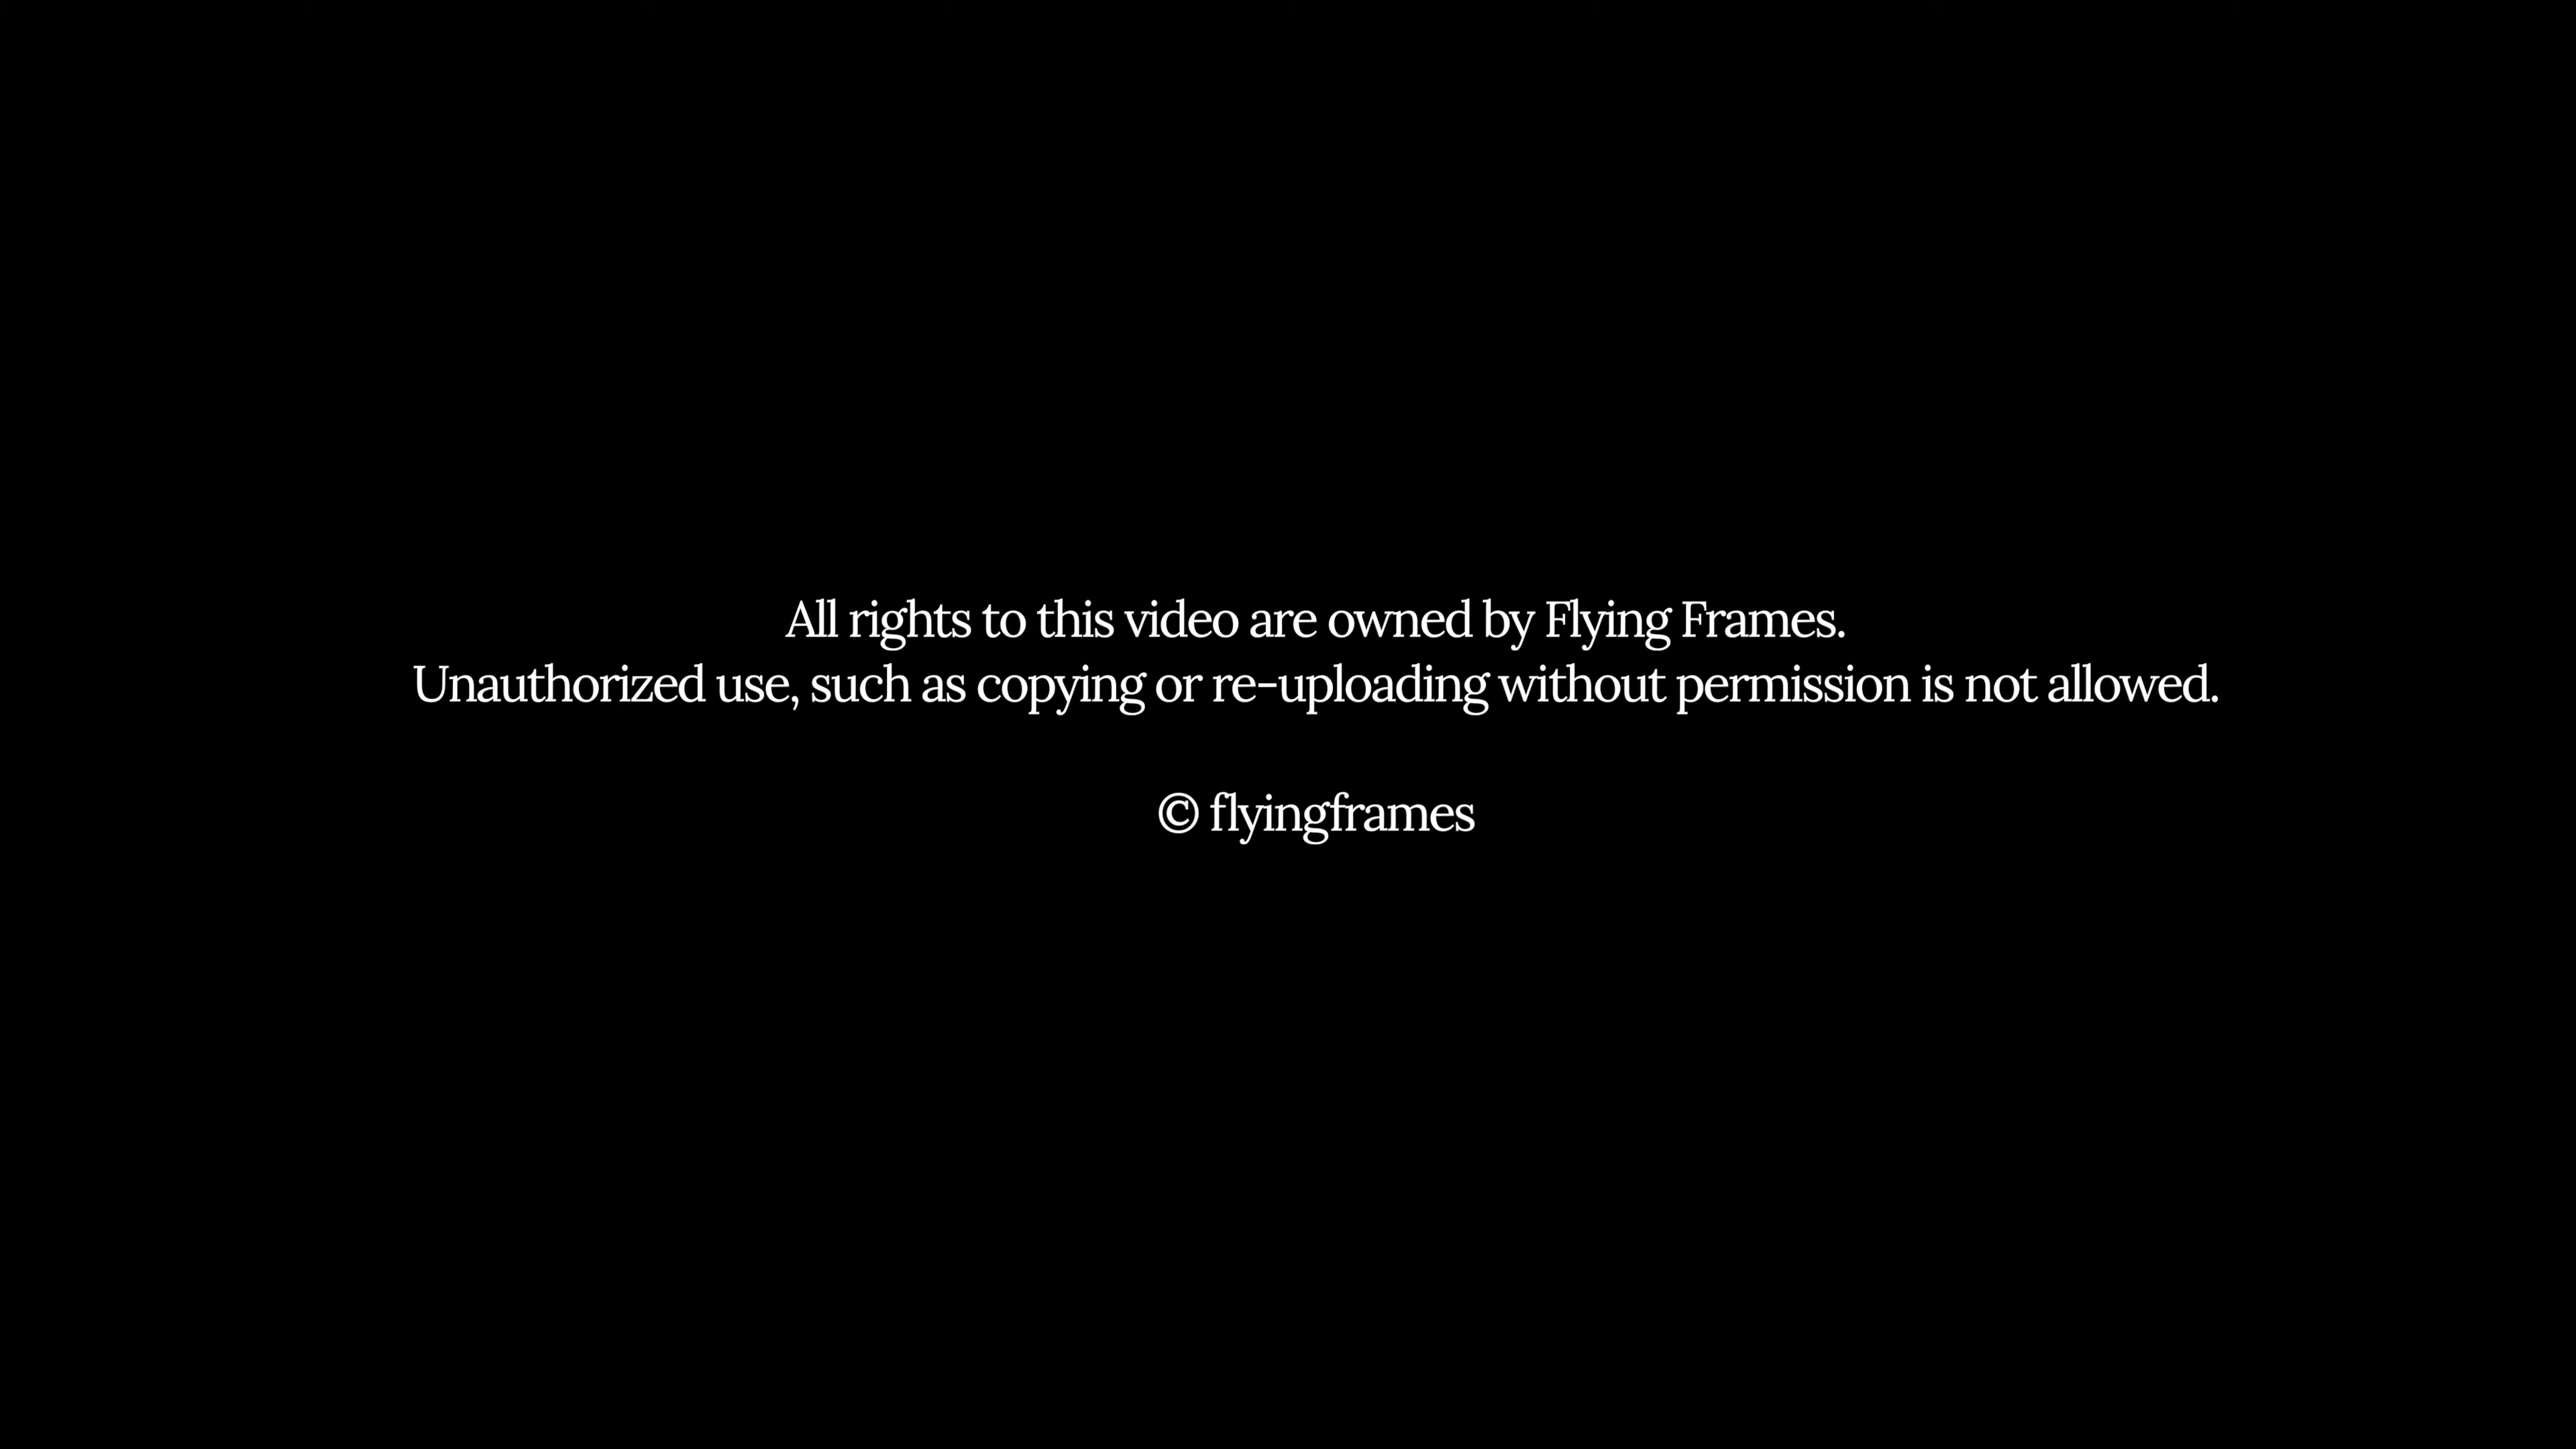 All rights to this video are owned by Flying Frames.
Unauthorized use, such as copying or re-uploading without permission is not allowed.
© flyingframes